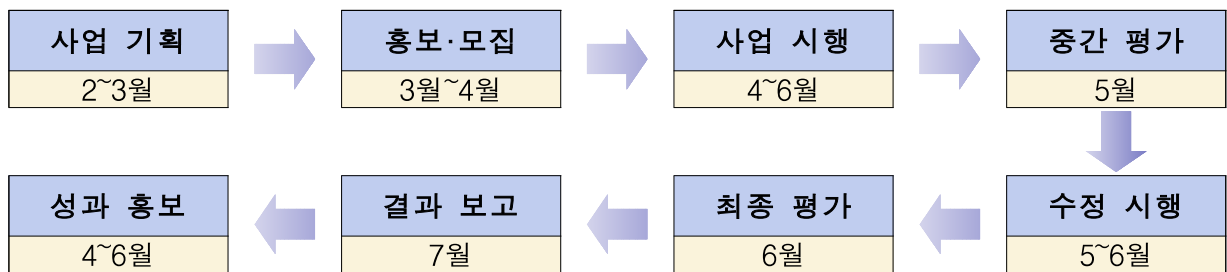 사업 기획
2~3월
홍보·모집
3월~4월
사업 시행
4~6월
중간 평가
5월
수정 시행
5~6월
최종 평가
6월
결과 보고
7월
성과 홍보
4~6월